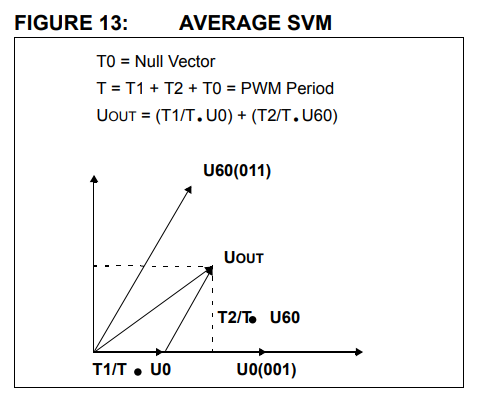 FIGURE 13: AVERAGE SVM
T0 = Null Vector
T = T1 + T2 + T0 = PWM Period
UOUT = (T1/T • U0) + (T2/T • U60)
U60(011)
UOUT
T2/T• U60
T1/T • U0 U0(001)